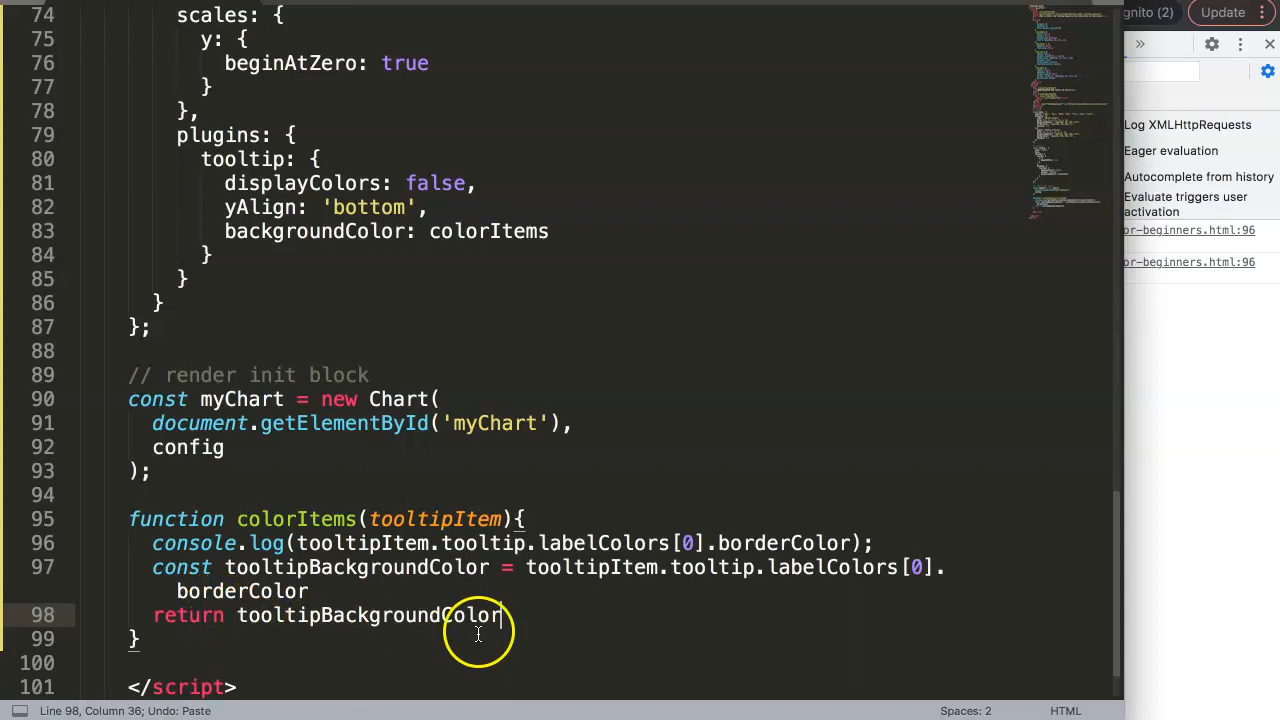 gnito (2) Update
74 scales: {
75 y: {
76 beginAtZero: true
77 }
78 },
79 plugins: {
80 tooltip: {
81 displayColors: false,
82 yAlign: 'bottom',
83 backgroundColor: colorItems
84 }
85 }
86 }
87 };
88
89 // render init block
90 const myChart = new Chart(
91 document.getElementById('myChart'),
92 config
93 );
94
95 function colorItems(tooltipItem){
96 console.log(tooltipItem.tooltip.labelColors[0].borderColor);
97 const tooltipBackgroundColor = tooltipItem.tooltip.labelColors[0].
borderColor
98 return tooltipBackgroundColor
99 }
100
101 </script>
Log XMLHttpRequests
Eager evaluation
Autocomplete from history
Evaluate triggers user
activation
or-beginners.html:96
or-beginners.html:96
Line 98, Column 36; Undo: Paste Spaces: 2 HTML